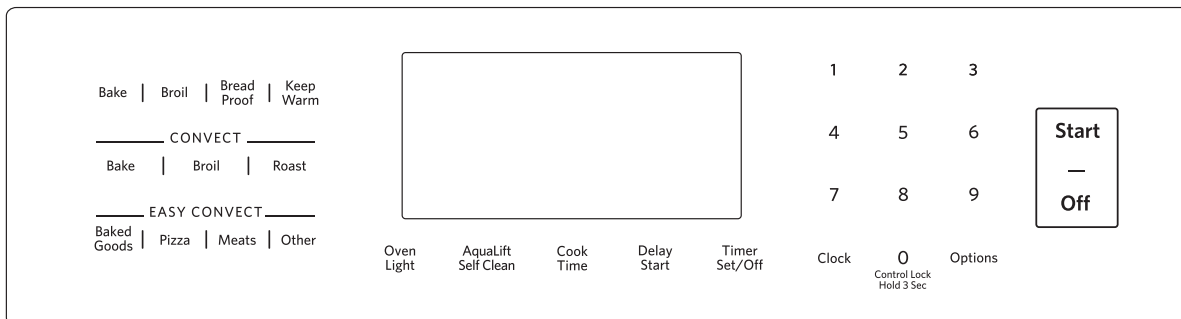 Bake | Broil | Bread Proof | Keep Warm
CONVECT
Bake | Broil | Roast
EASY CONVECT
Baked Goods | Pizza | Meats | Other
Oven Light
AquaLift Self Clean
Cook Time
Delay Start
Timer Set/Off
1 2 3
4 5 6
7 8 9
Clock 0 Options
Control Lock
Hold 3 Sec
Start
—
Off